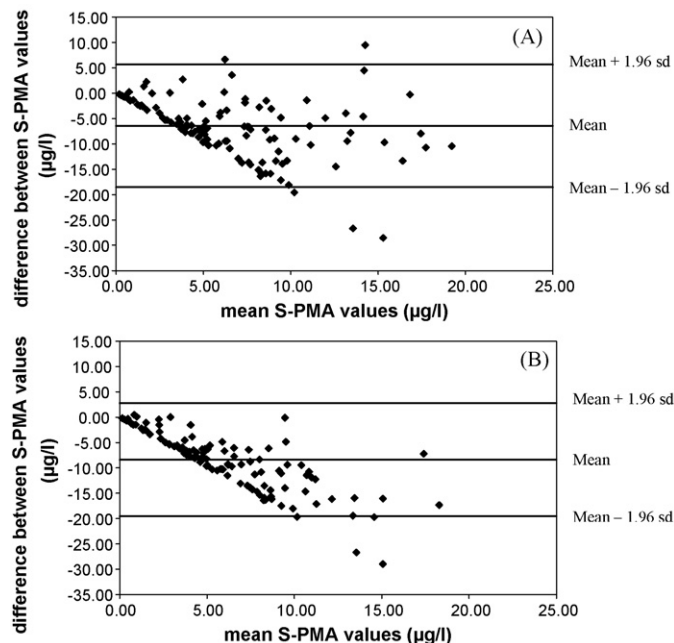 difference between S-PMA values
(µg/l)
15.00
10.00
5.00
0.00
-5.00
-10.00
-15.00
-20.00
-25.00
-30.00
-35.00
0.00 5.00 10.00 15.00 20.00 25.00
mean S-PMA values (µg/l)
(A)
Mean + 1.96 sd
Mean
Mean – 1.96 sd
difference between S-PMA values
(µg/l)
15.00
10.00
5.00
0.00
-5.00
-10.00
-15.00
-20.00
-25.00
-30.00
-35.00
0.00 5.00 10.00 15.00 20.00 25.00
mean S-PMA values (µg/l)
(B)
Mean + 1.96 sd
Mean
Mean – 1.96 sd